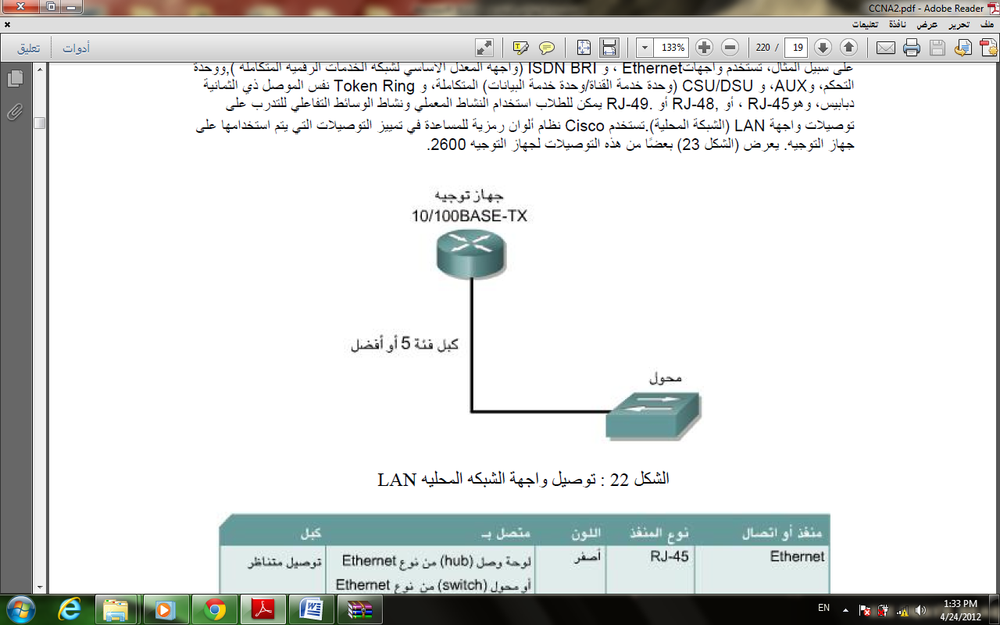 CCNA2.pdf - Adobe Reader
ملف تحرير عرض نافذة تعليمات
تعليق أدوات 133% 220 / 19
على سبيل المثال، تستخدم واجهاتEthernet ، و ISDN BRI (واجهة المعدل الأساسي لشبكة الخدمات الرقمية المتكاملة ),ووحدة
التحكم، وAUX، و CSU/DSU (وحدة خدمة القناة/وحدة خدمة البيانات) المتكاملة، و Token Ring نفس الموصل ذي الثمانية
دبابيس، وهوRJ-45 ، أو ,RJ-48 أو .RJ-49 يمكن للطلاب استخدام النشاط المعملي ونشاط الوسائط التفاعلي للتدرب على
توصيلات واجهة LAN (الشبكة المحلية).تستخدم Cisco نظام ألوان رمزية للمساعدة في تمييز التوصيلات التي يتم استخدامها على
جهاز التوجيه. يعرض (الشكل 23) بعضًا من هذه التوصيلات لجهاز التوجيه 2600.
جهاز توجيه
10/100BASE-TX
كبل فئة 5 أو أفضل
محول
الشكل 22 : توصيل واجهة الشبكه المحليه LAN
منفذ أو اتصال نوع المنفذ اللون متصل بـ كبل
Ethernet RJ-45 أصفر لوحة وصل (hub) من نوع Ethernet توصيل متناظر
أو محول (switch) من نوع Ethernet
EN
1:33 PM
4/24/2012